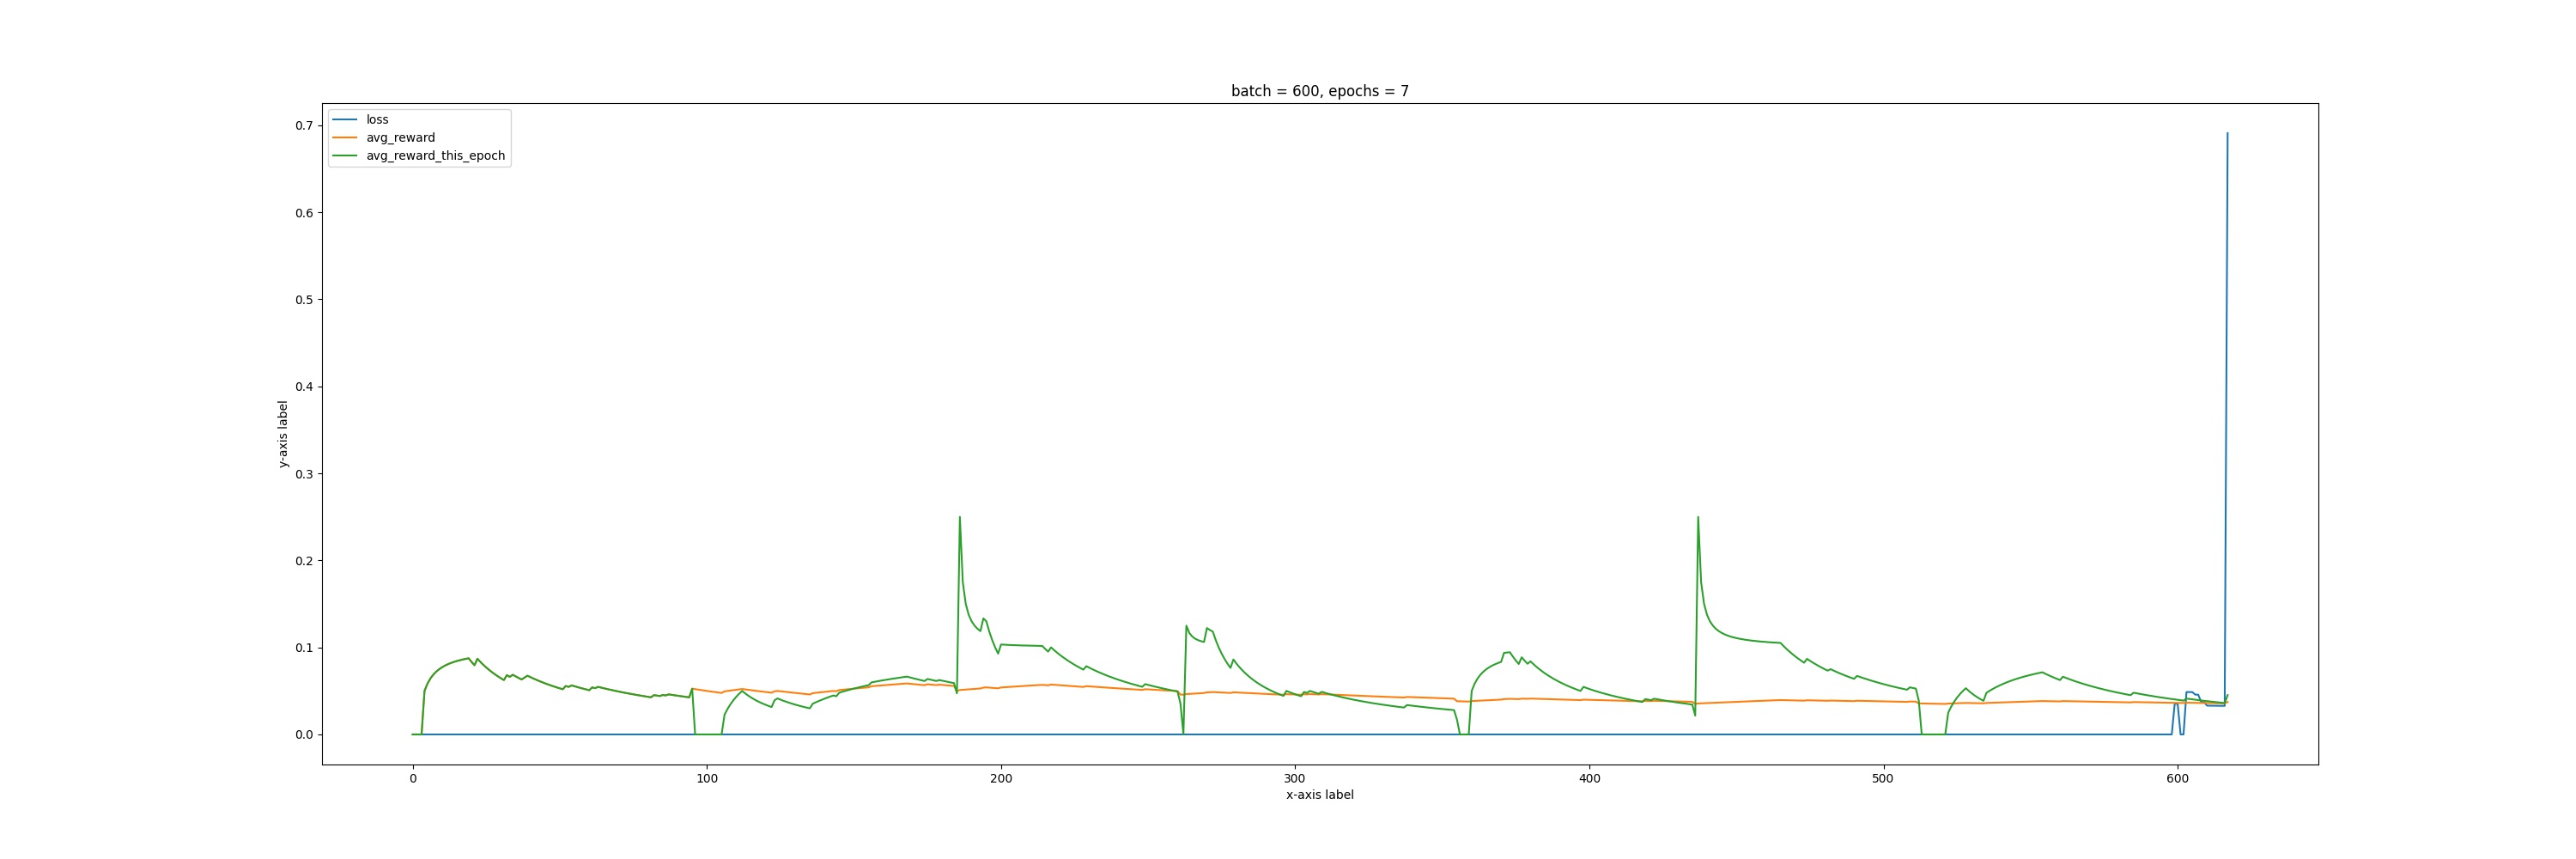 batch = 600, epochs = 7
loss
avg_reward
avg_reward_this_epoch
0.7
0.6
0.5
0.4
0.3
0.2
0.1
0.0
y-axis label
0 100 200 300 400 500 600
x-axis label